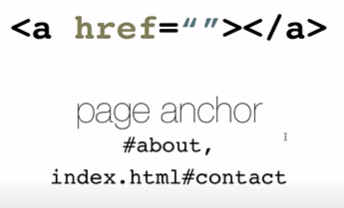 <a href=“”></a>
page anchor
#about,
index.html#contact